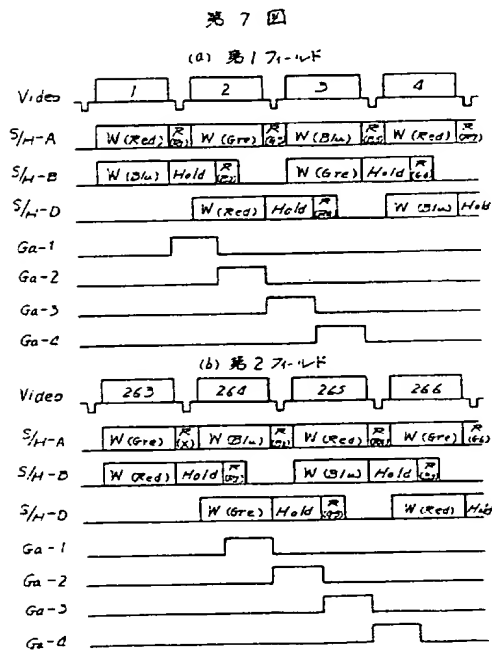 第 7 図
(a) 第1フィールド
Video 1 2 3 4
S/H-A W(Red) R W(Gre) R W(Blu) R W(Red) R
S/H-B W(Blu) Hold R W(Gre) Hold R
S/H-D W(Red) Hold R W(Blu) Hold
Ga-1
Ga-2
Ga-3
Ga-4
(b) 第2フィールド
Video 263 264 265 266
S/H-A W(Gre) R (X) W(Blu) R W(Red) R W(Gre) R
S/H-B W(Red) Hold R W(Blu) Hold R
S/H-D W(Gre) Hold R W(Red) Hold
Ga-1
Ga-2
Ga-3
Ga-4